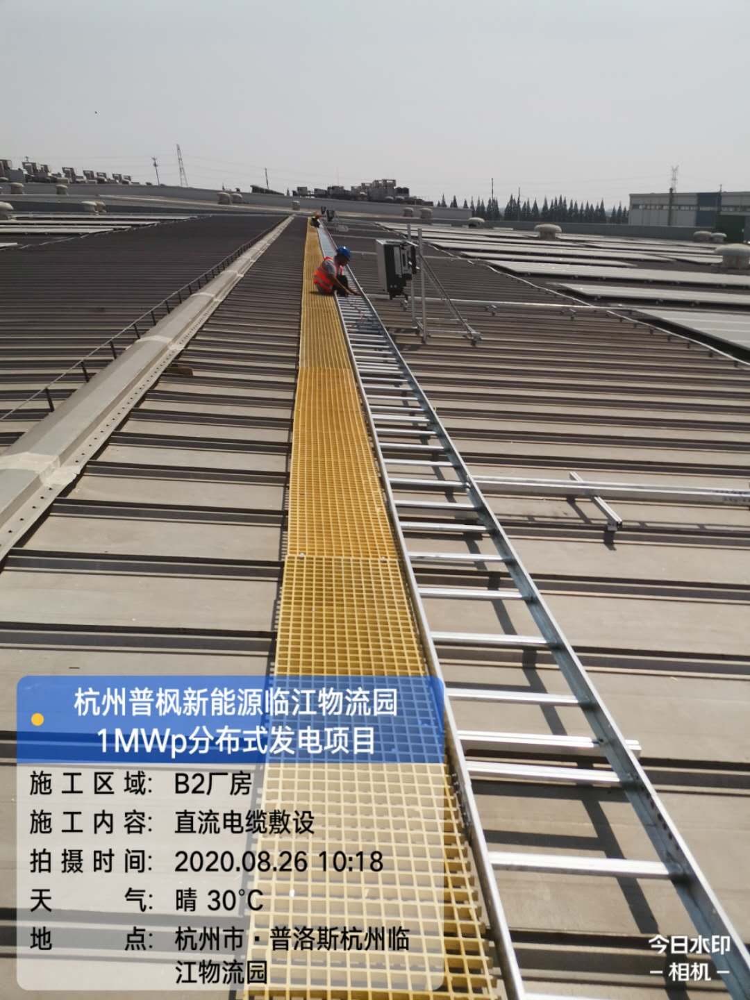 杭州普枫新能源临江物流园
1MWp分布式发电项目
施工区域: B2厂房
施工内容: 直流电缆敷设
拍摄时间: 2020.08.26 10:18
天气: 晴 30°C
地点: 杭州市·普洛斯杭州临
江物流园
今日水印
相机